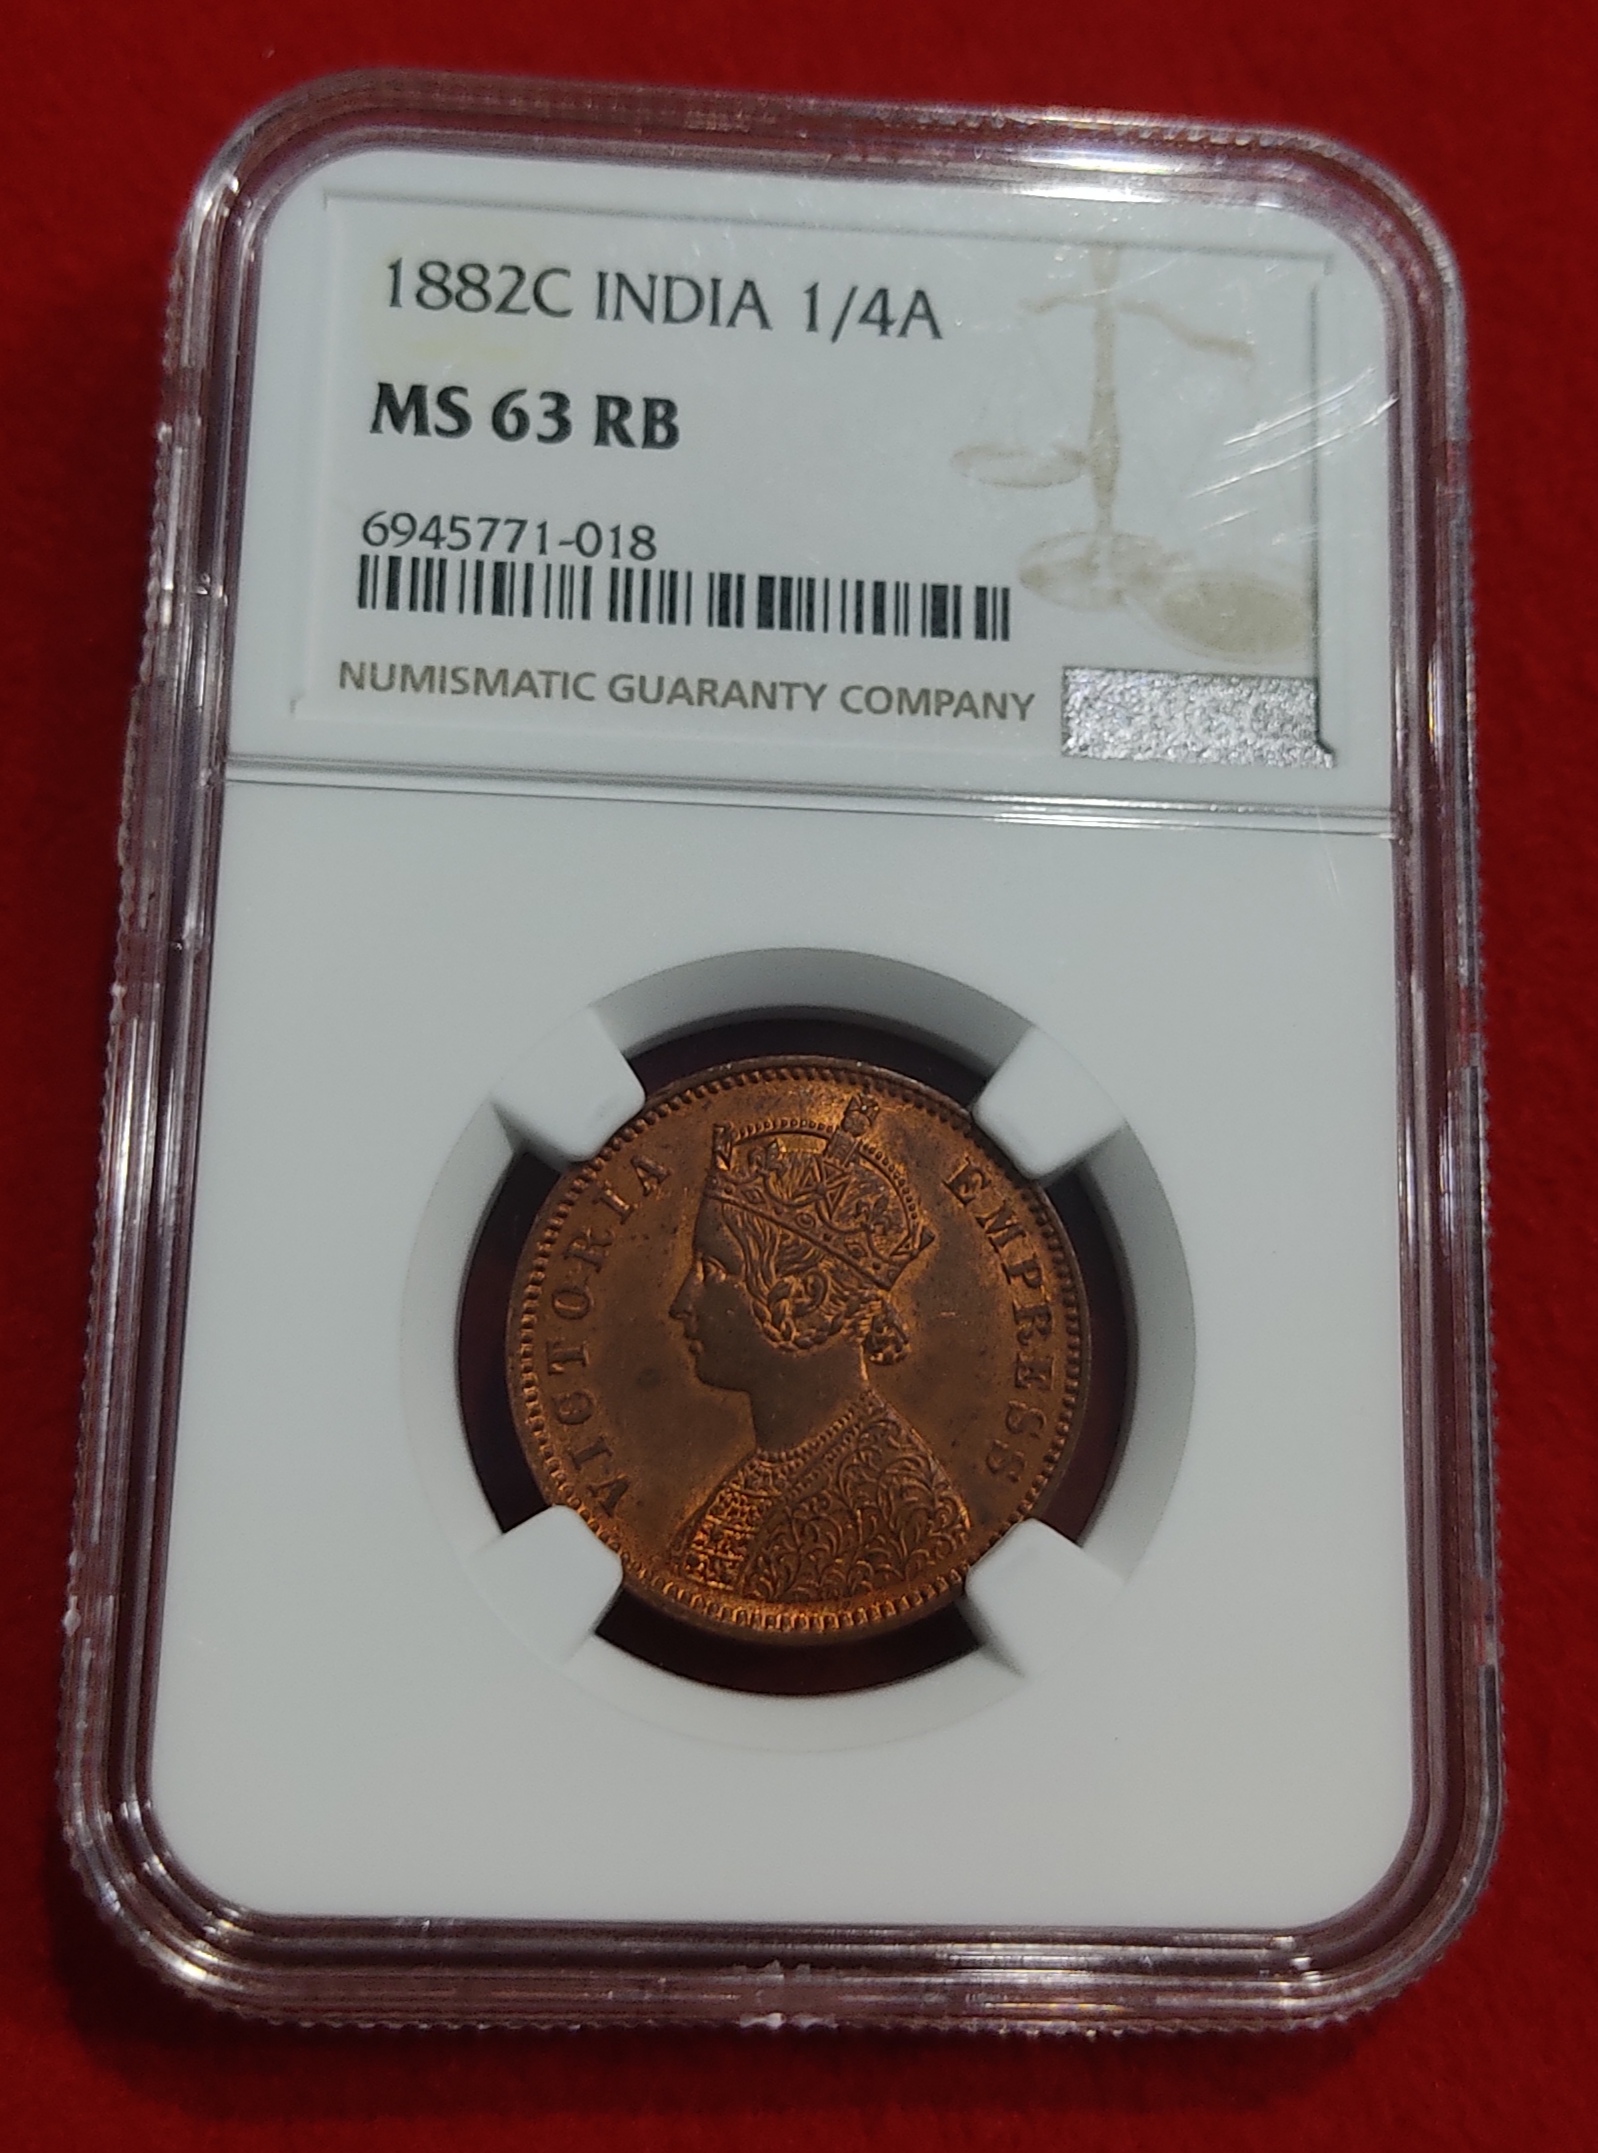 1882C INDIA 1/4A
MS 63 RB
6945771-018
NUMISMATIC GUARANTY COMPANY
VICTORIA EMPRESS